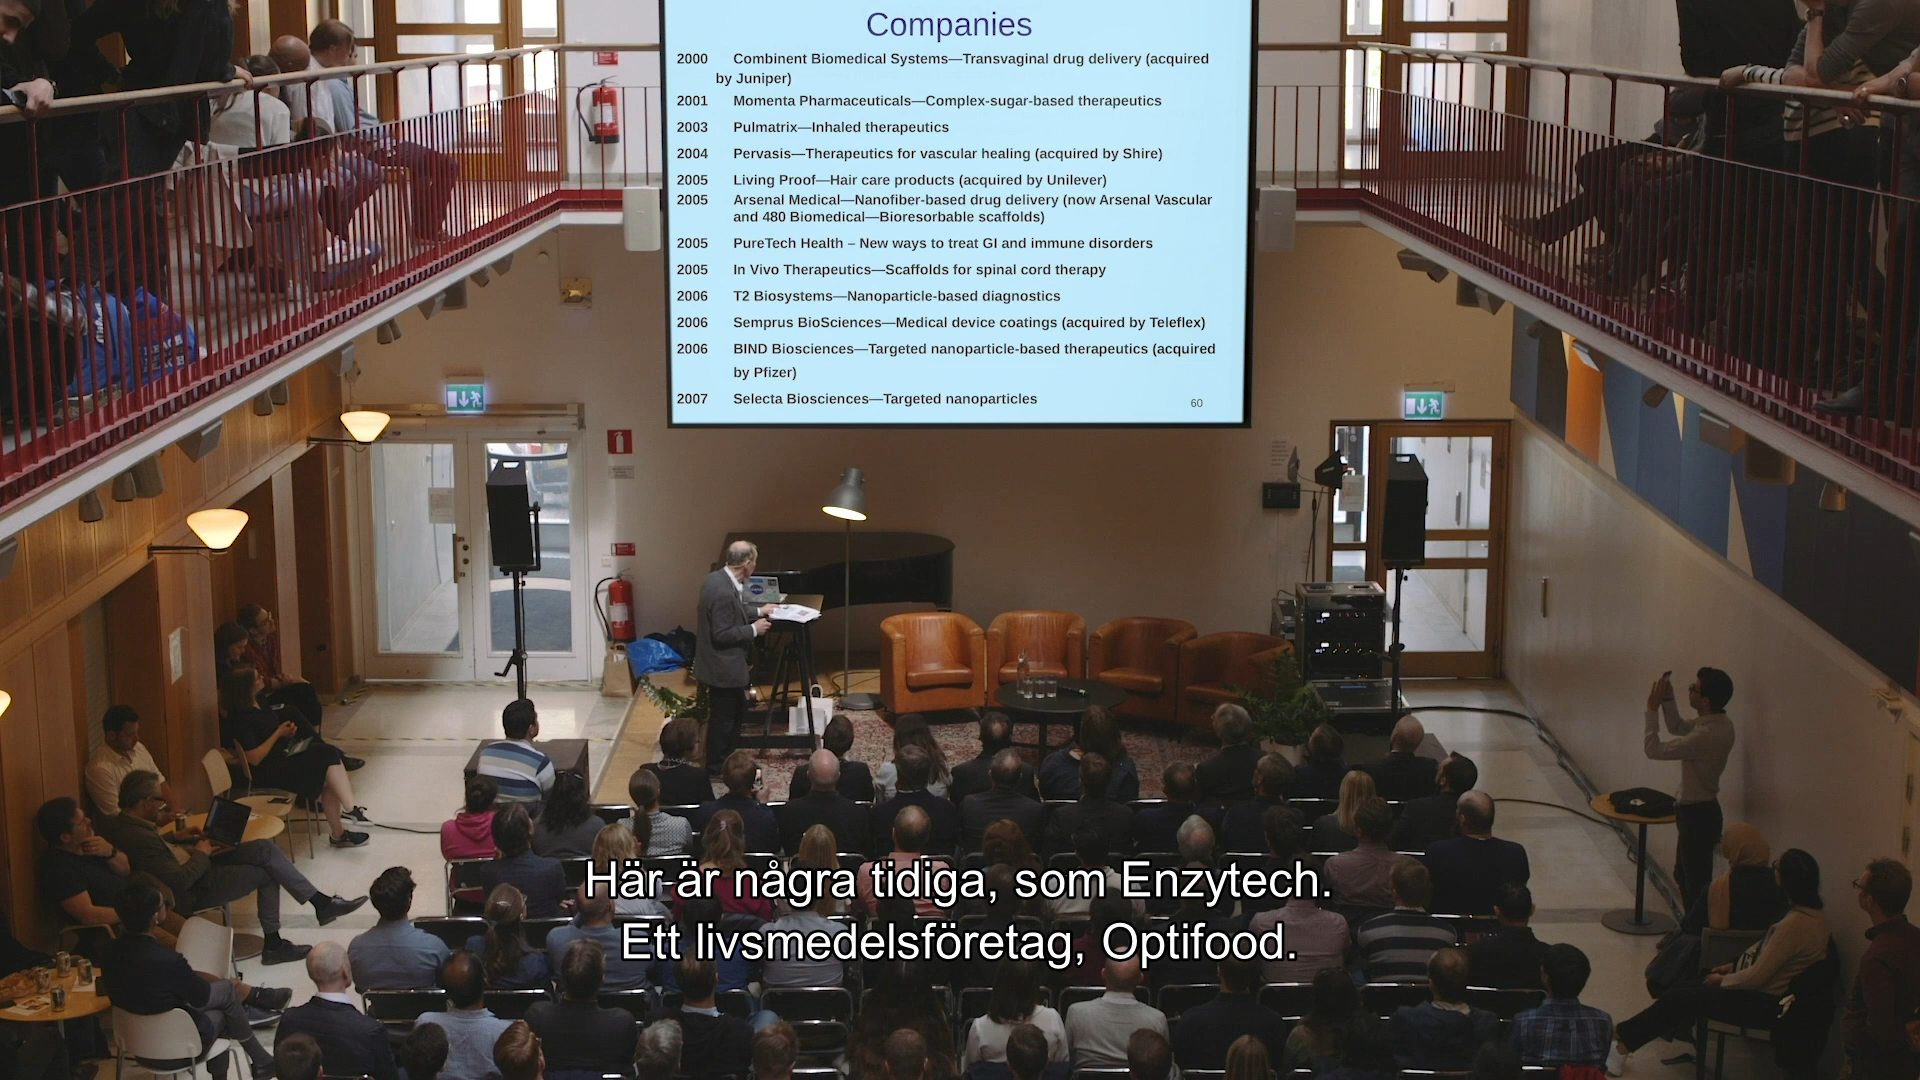 Companies
2000 Combinent Biomedical Systems—Transvaginal drug delivery (acquired
by Juniper)
2001 Momenta Pharmaceuticals—Complex-sugar-based therapeutics
2003 Pulmatrix—Inhaled therapeutics
2004 Pervasis—Therapeutics for vascular healing (acquired by Shire)
2005 Living Proof—Hair care products (acquired by Unilever)
2005 Arsenal Medical—Nanofiber-based drug delivery (now Arsenal Vascular
and 480 Biomedical—Bioresorbable scaffolds)
2005 PureTech Health – New ways to treat GI and immune disorders
2005 In Vivo Therapeutics—Scaffolds for spinal cord therapy
2006 T2 Biosystems—Nanoparticle-based diagnostics
2006 Semprus BioSciences—Medical device coatings (acquired by Teleflex)
2006 BIND Biosciences—Targeted nanoparticle-based therapeutics (acquired
by Pfizer)
2007 Selecta Biosciences—Targeted nanoparticles
60
Här är några tidiga, som Enzytech.
Ett livsmedelsföretag, Optifood.